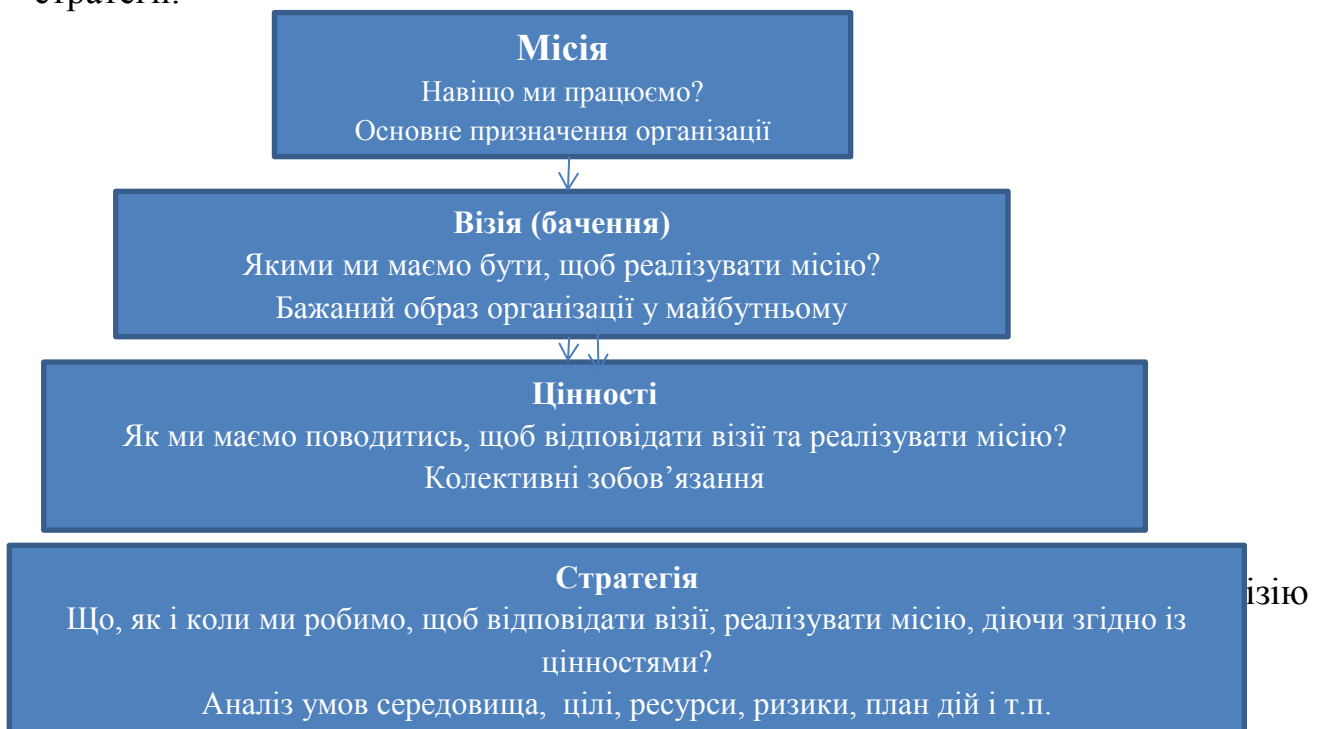 стратегії.
Місія
Навіщо ми працюємо?
Основне призначення організації
Візія (бачення)
Якими ми маємо бути, щоб реалізувати місію?
Бажаний образ організації у майбутньому
Цінності
Як ми маємо поводитись, щоб відповідати візії та реалізувати місію?
Колективні зобов’язання
Стратегія
ізію
Що, як і коли ми робимо, щоб відповідати візії, реалізувати місію, діючи згідно із
цінностями?
Аналіз умов середовища, цілі, ресурси, ризики, план дій і т.п.